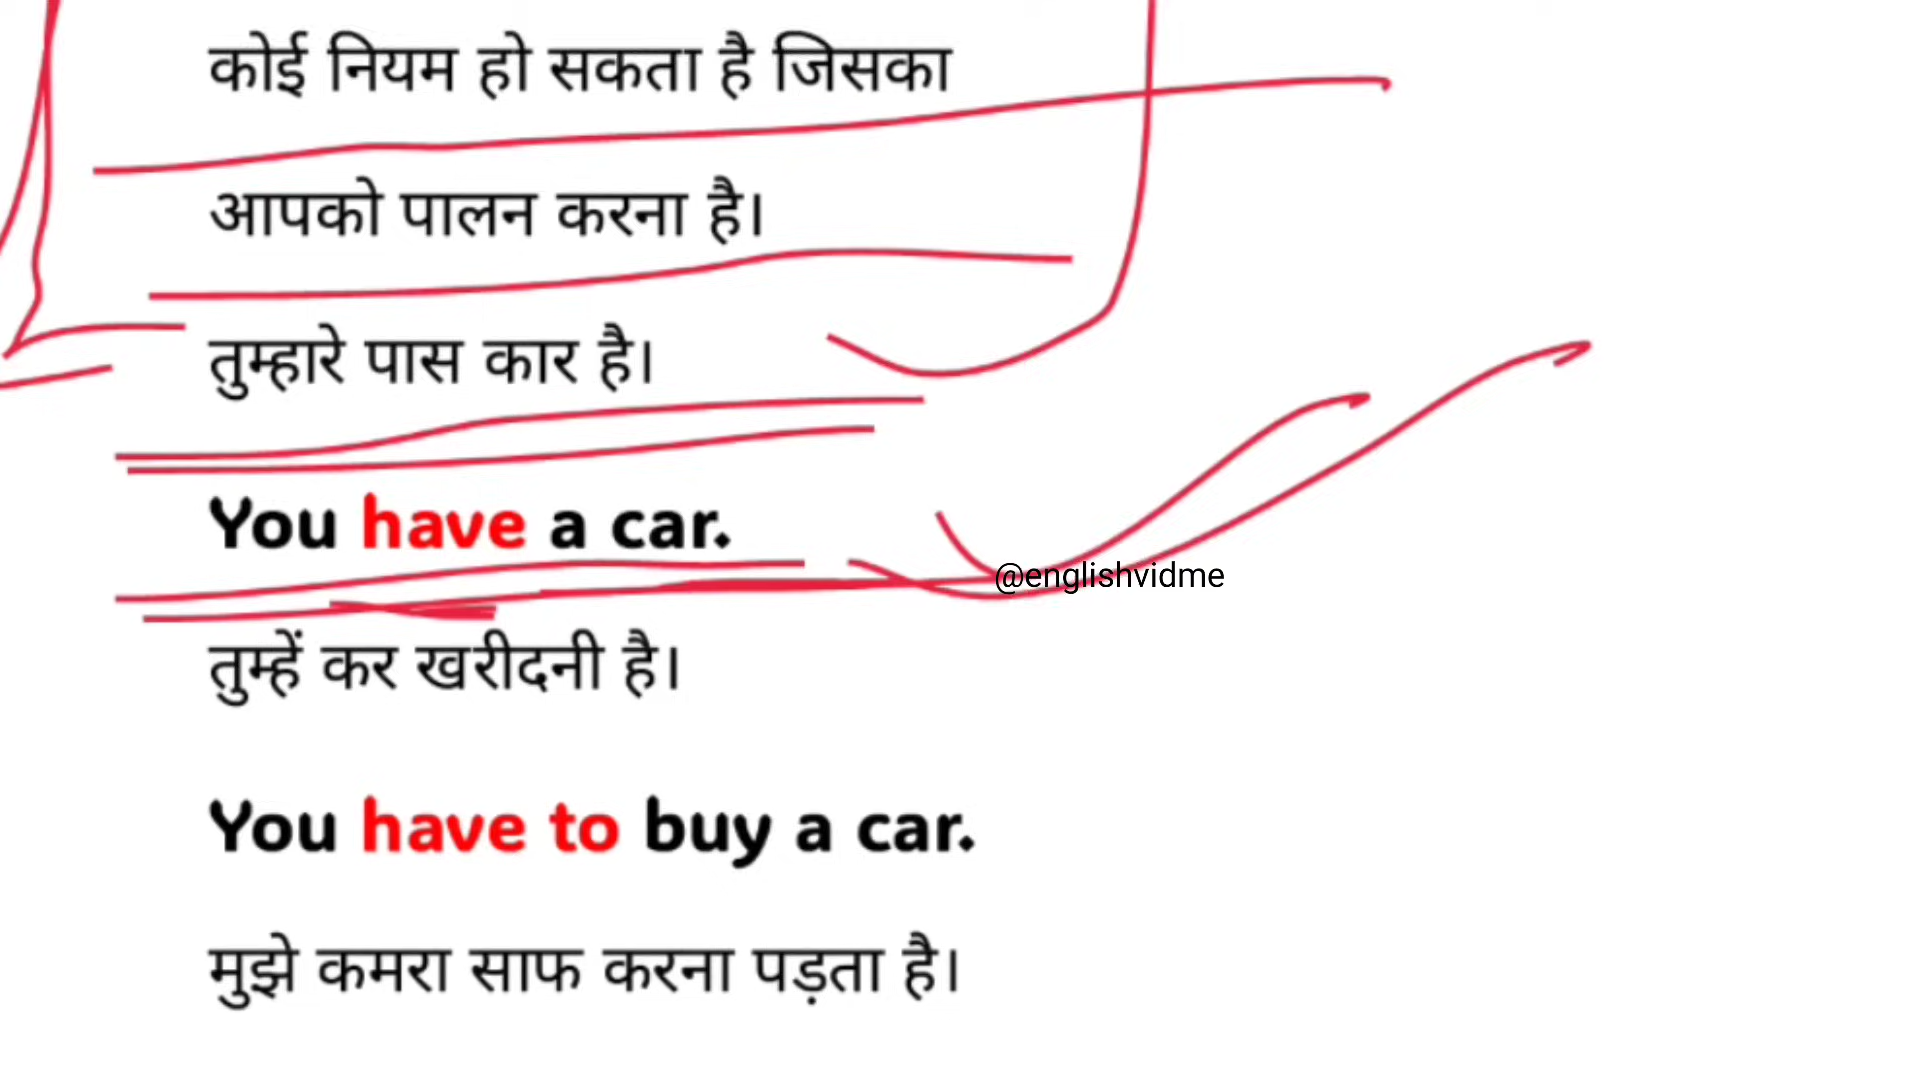 कोई नियम हो सकता है जिसका
आपको पालन करना है।
तुम्हारे पास कार है।
You have a car.
@englishvidme
तुम्हें कर खरीदनी है।
You have to buy a car.
मुझे कमरा साफ करना पड़ता है।